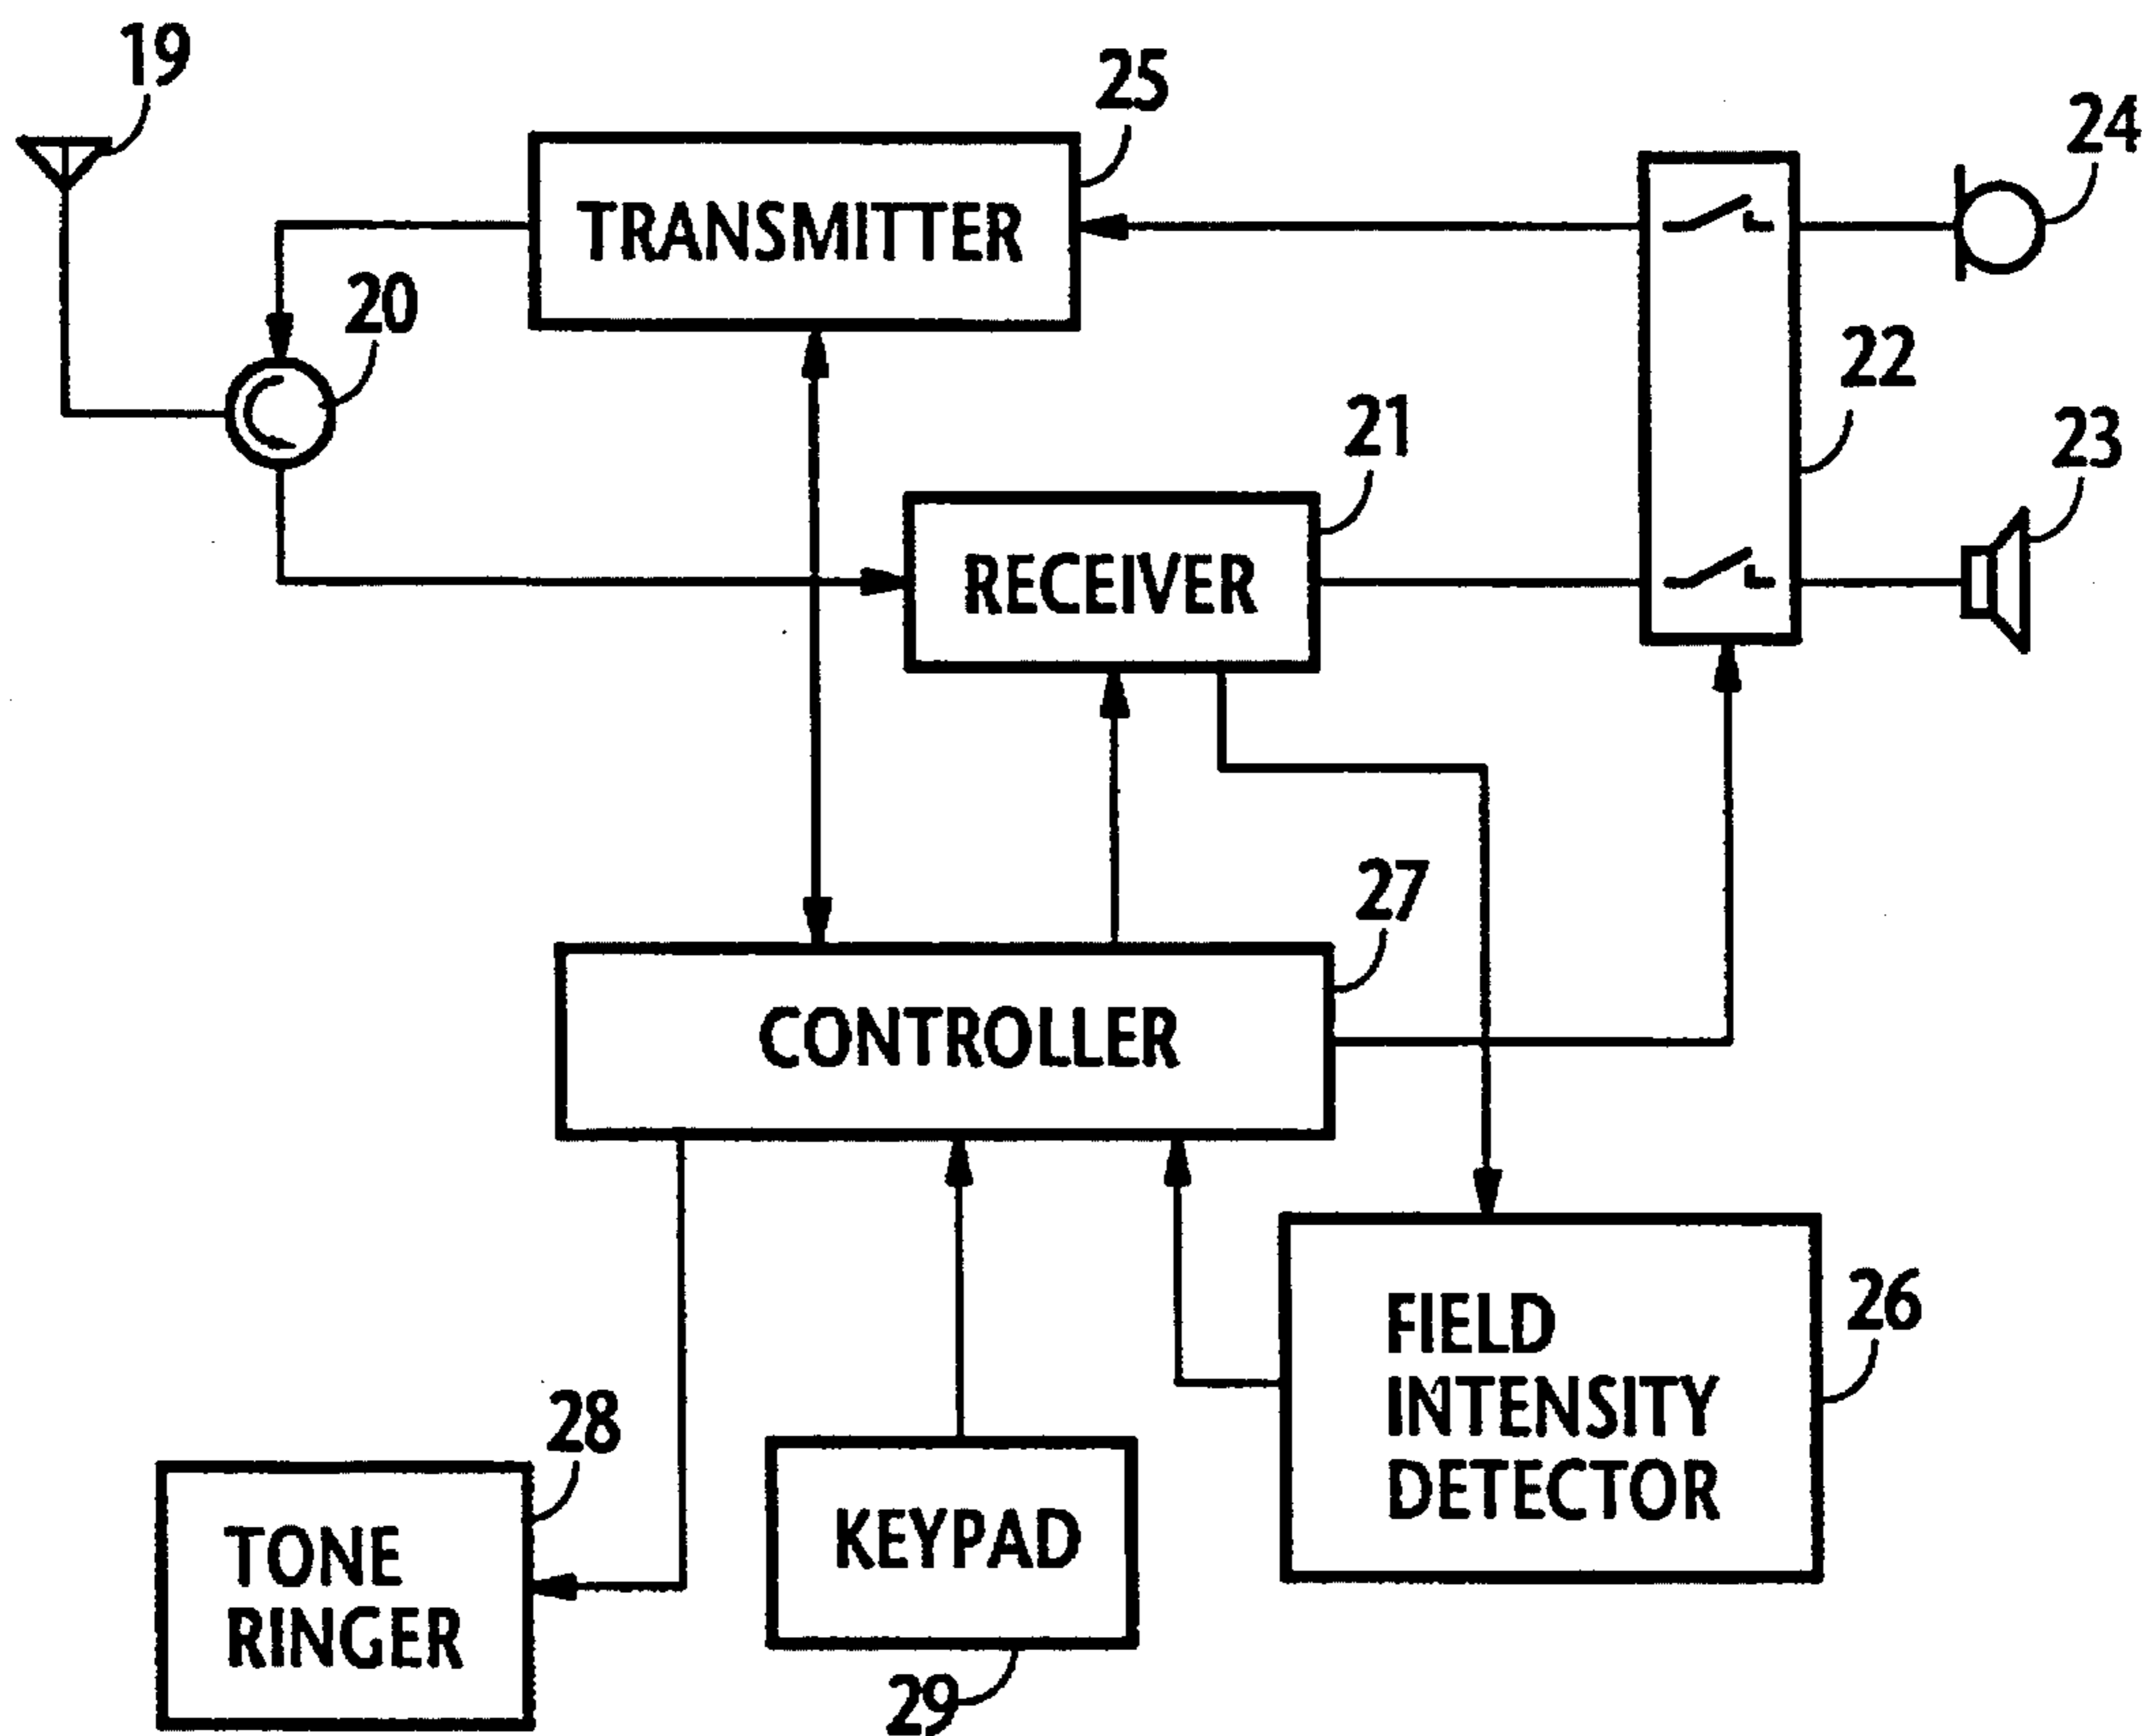 19
25
24
TRANSMITTER
20
22
21
23
RECEIVER
27
CONTROLLER
26
FIELD
INTENSITY
DETECTOR
28
KEYPAD
TONE
RINGER
29